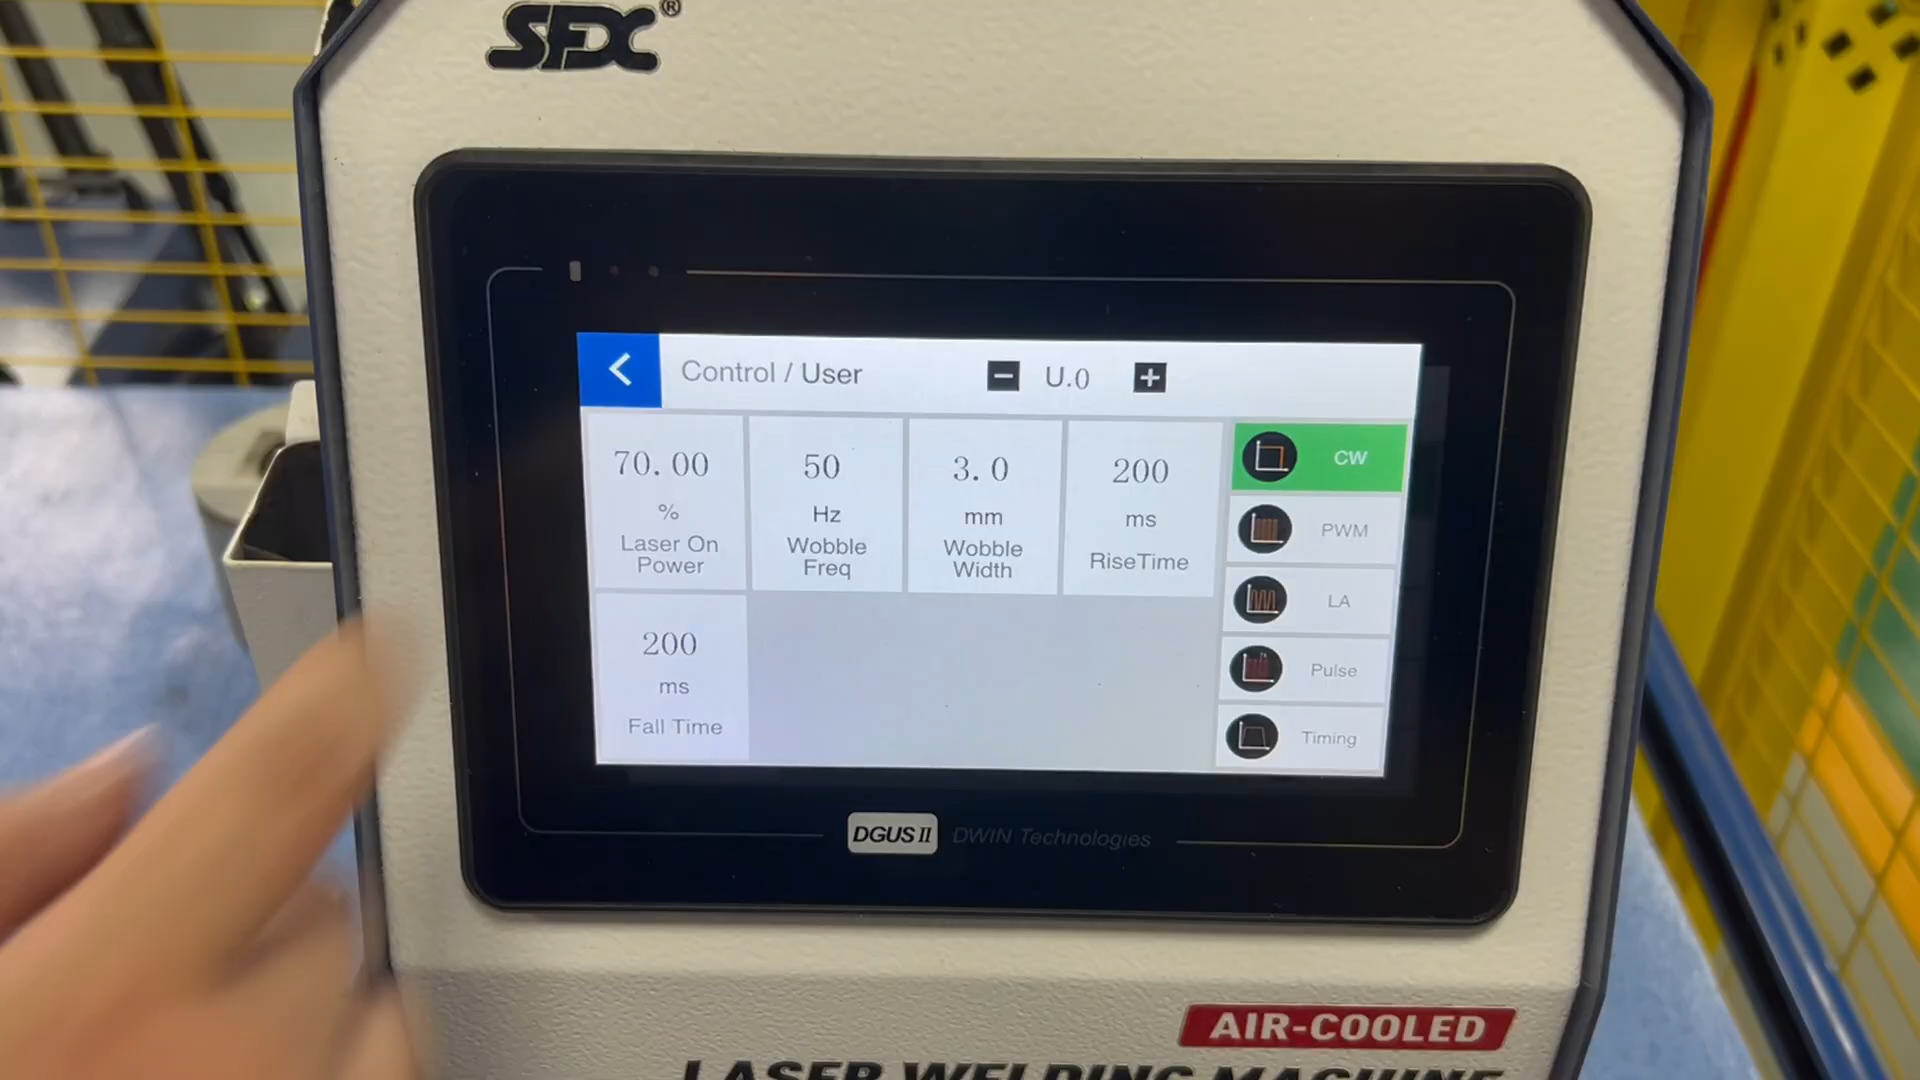 SFX®
Control / User
U.0
70.00
%
Laser On
Power
50
Hz
Wobble
Freq
3.0
mm
Wobble
Width
200
ms
RiseTime
200
ms
Fall Time
CW
PWM
LA
Pulse
Timing
DGUS II DWIN Technologies
AIR-COOLED
LASER WELDING MACHINE